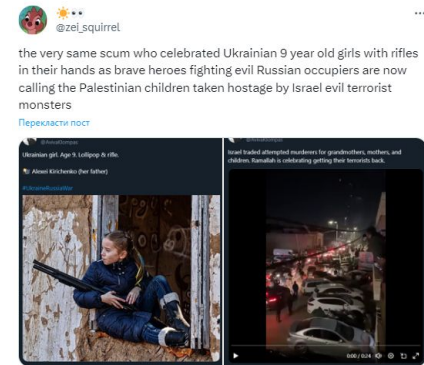 @zei_squirrel
the very same scum who celebrated Ukrainian 9 year old girls with rifles
in their hands as brave heroes fighting evil Russian occupiers are now
calling the Palestinian children taken hostage by Israel evil terrorist
monsters
Перекласти пост
@AvivaKlompas
Ukrainian girl. Age 9. Lollipop & rifle.
Alexei Kirichenko (her father)
#UkraineRussiaWar
@AvivaKlompas
Israel traded attempted murderers for grandmothers, mothers, and
children. Ramallah is celebrating getting their terrorists back.
0:00 / 0:24